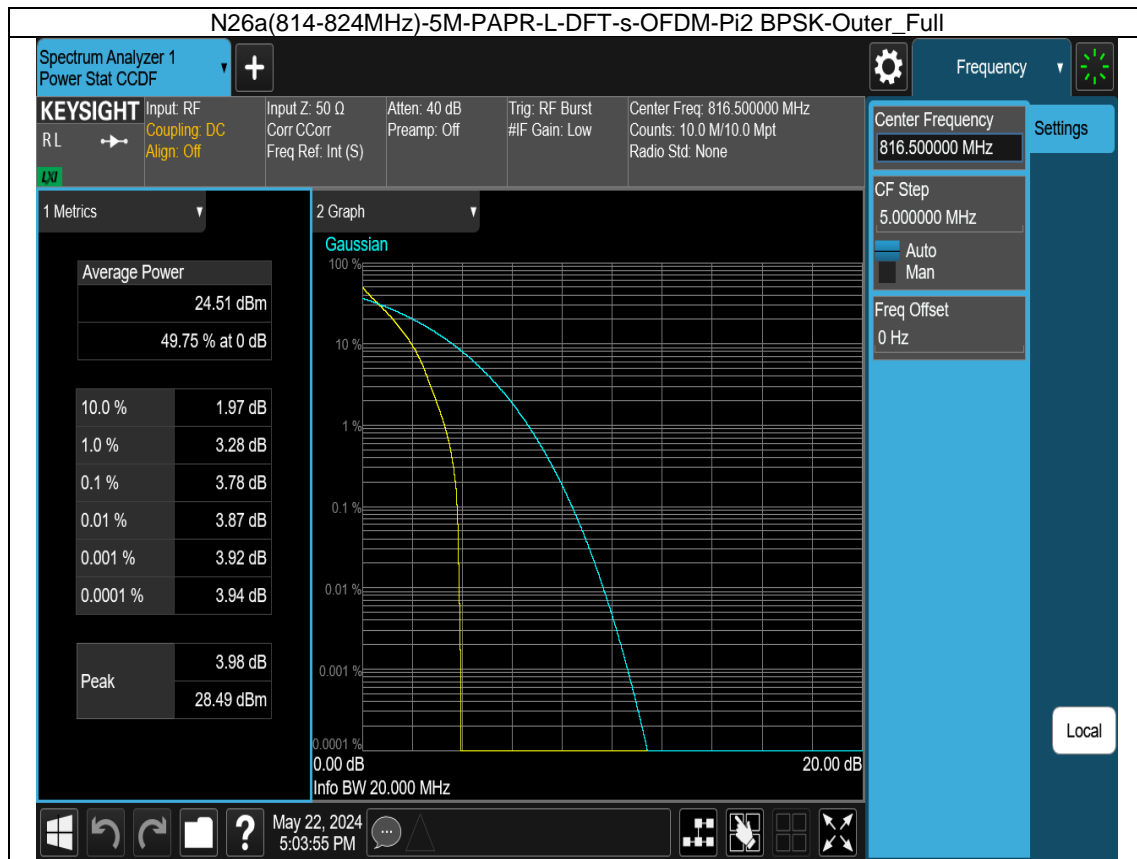 N26a(814-824MHz)-5M-PAPR-L-DFT-s-OFDM-Pi2 BPSK-Outer_Full
Spectrum Analyzer 1
Power Stat CCDF
Frequency
KEYSIGHT
RL
LXI
Input: RF
Coupling: DC
Align: Off
Input Z: 50 Ω
Corr CCorr
Freq Ref: Int (S)
Atten: 40 dB
Preamp: Off
Trig: RF Burst
#IF Gain: Low
Center Freq: 816.500000 MHz
Counts: 10.0 M/10.0 Mpt
Radio Std: None
Center Frequency
816.500000 MHz
Settings
CF Step
5.000000 MHz
Auto
Man
Freq Offset
0 Hz
1 Metrics
Average Power
24.51 dBm
49.75 % at 0 dB
10.0 % 1.97 dB
1.0 % 3.28 dB
0.1 % 3.78 dB
0.01 % 3.87 dB
0.001 % 3.92 dB
0.0001 % 3.94 dB
Peak
3.98 dB
28.49 dBm
2 Graph
Gaussian
100 %
10 %
1 %
0.1 %
0.01 %
0.001 %
0.0001 %
0.00 dB
20.00 dB
Info BW 20.000 MHz
Local
May 22, 2024
5:03:55 PM